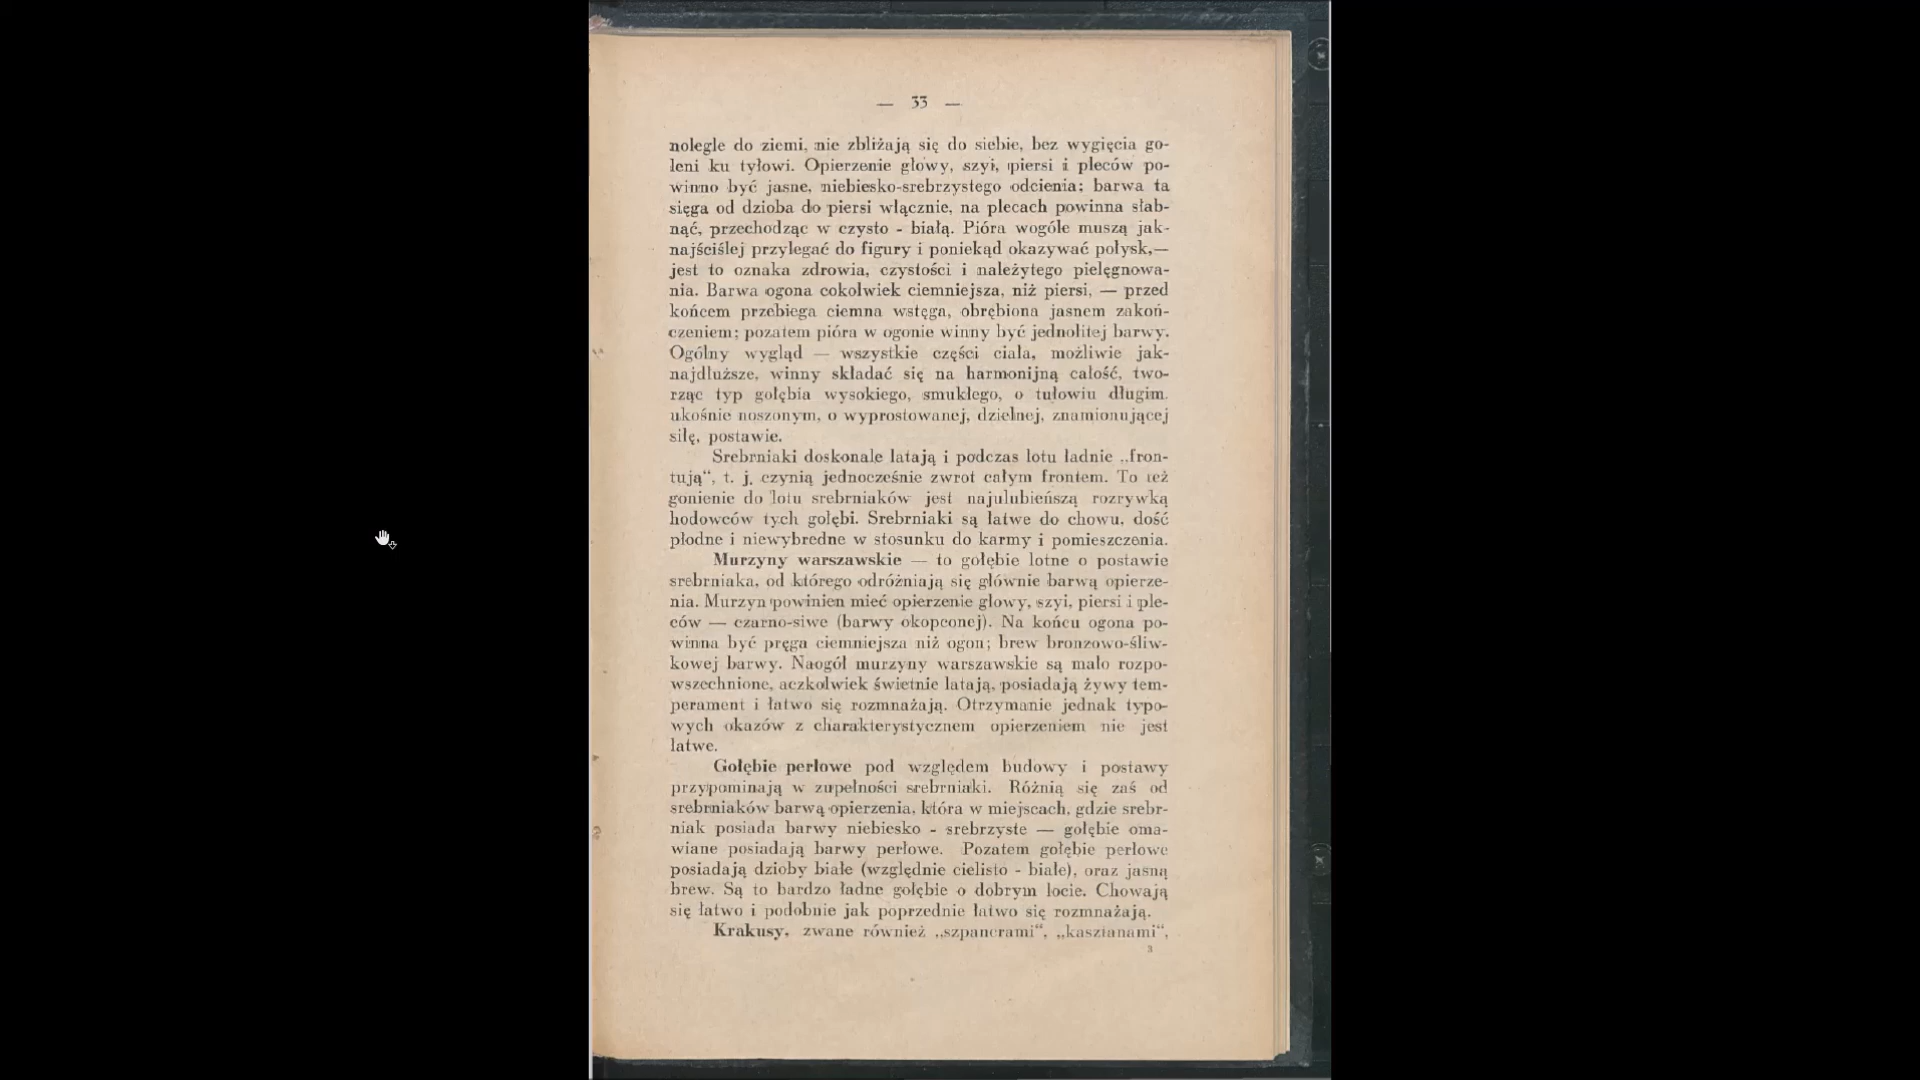 — 33 —
nolegle do ziemi, nie zbliżają się do siebie, bez wygięcia go-
leni ku tyłowi. Opierzenie głowy, szyi, piersi i pleców po-
winno być jasne, niebiesko-srebrzystego odcienia; barwa ta
sięga od dzioba do piersi włącznie, na plecach powinna słab-
nąć, przechodząc w czysto - białą. Pióra wogóle muszą jak-
najściślej przylegać do figury i poniekąd okazywać połysk,—
jest to oznaka zdrowia, czystości i należytego pielęgnowa-
nia. Barwa ogona cokolwiek ciemniejsza, niż piersi, — przed
końcem przebiega ciemna wstęga, obrębiona jasnem zakoń-
czeniem; pozatem pióra w ogonie winny być jednolitej barwy.
Ogólny wygląd — wszystkie części ciała, możliwie jak-
najdłuższe, winny składać się na harmonijną całość, two-
rząc typ gołębia wysokiego, smukłego, o tułowiu długim,
ukośnie noszonym, o wyprostowanej, dzielnej, znamionującej
siłę, postawie.
Srebrniaki doskonale latają i podczas lotu ładnie „fron-
tują“, t. j. czynią jednocześnie zwrot całym frontem. To też
gonienie do lotu srebrniaków jest najulubieńszą rozrywką
hodowców tych gołębi. Srebrniaki są łatwe do chowu, dość
płodne i niewybredne w stosunku do karmy i pomieszczenia.
Murzyny warszawskie — to gołębie lotne o postawie
srebrniaka, od którego odróżniają się głównie barwą opierze-
nia. Murzyn powinien mieć opierzenie głowy, szyi, piersi i ple-
ców — czarno-siwe (barwy okopconej). Na końcu ogona po-
winna być pręga ciemniejsza niż ogon; brew bronzowo-śliw-
kowej barwy. Naogół murzyny warszawskie są mało rozpo-
wszechnione, aczkolwiek świetnie latają, posiadają żywy tem-
perament i łatwo się rozmnażają. Otrzymanie jednak typo-
wych okazów z charakterystycznem opierzeniem nie jest
łatwe.
Gołębie perłowe pod względem budowy i postawy
przypominają w zupełności srebrniaki. Różnią się zaś od
srebrniaków barwą opierzenia, która w miejscach, gdzie srebr-
niak posiada barwy niebiesko - srebrzyste — gołębie oma-
wiane posiadają barwy perłowe. Pozatem gołębie perłowe
posiadają dzioby białe (względnie cielisto - białe), oraz jasną
brew. Są to bardzo ładne gołębie o dobrym locie. Chowają
się łatwo i podobnie jak poprzednie łatwo się rozmnażają.
Krakusy, zwane również „szpancrami“, „kasztanami“,
3